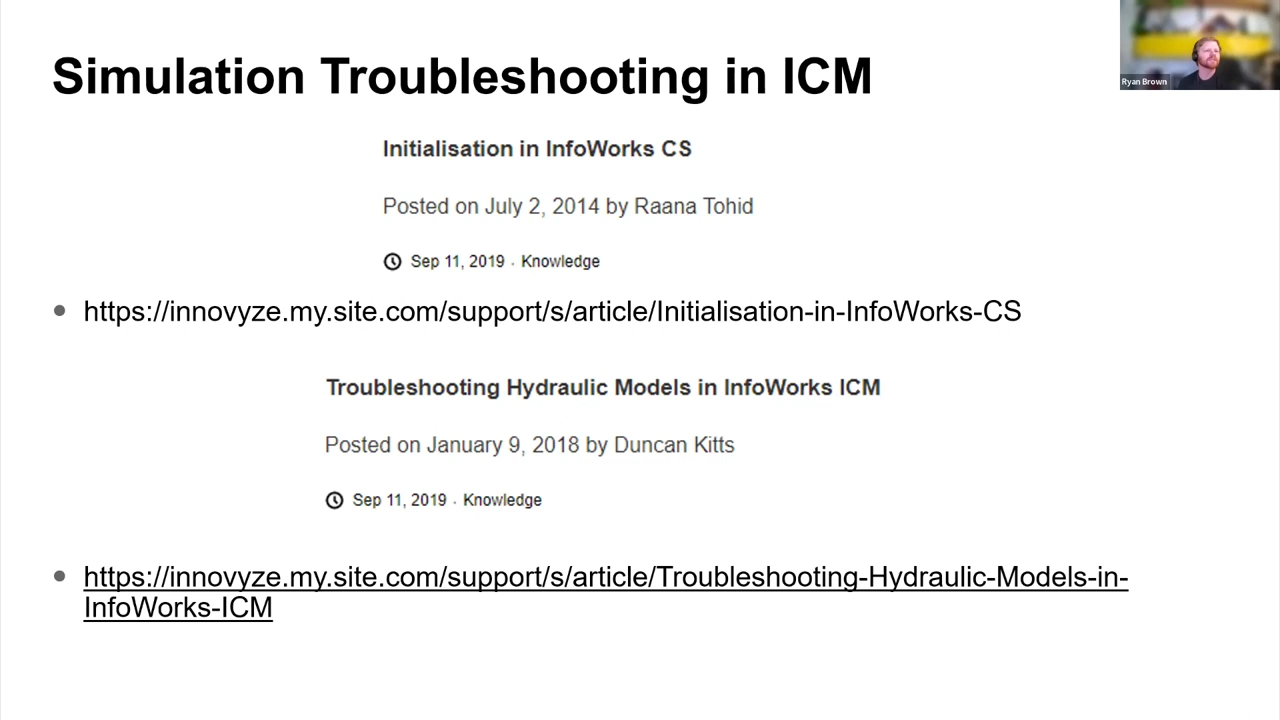 Simulation Troubleshooting in ICM
Ryan Brown
Initialisation in InfoWorks CS
Posted on July 2, 2014 by Raana Tohid
Sep 11, 2019 · Knowledge
• https://innovyze.my.site.com/support/s/article/Initialisation-in-InfoWorks-CS
Troubleshooting Hydraulic Models in InfoWorks ICM
Posted on January 9, 2018 by Duncan Kitts
Sep 11, 2019 · Knowledge
• https://innovyze.my.site.com/support/s/article/Troubleshooting-Hydraulic-Models-in-
InfoWorks-ICM